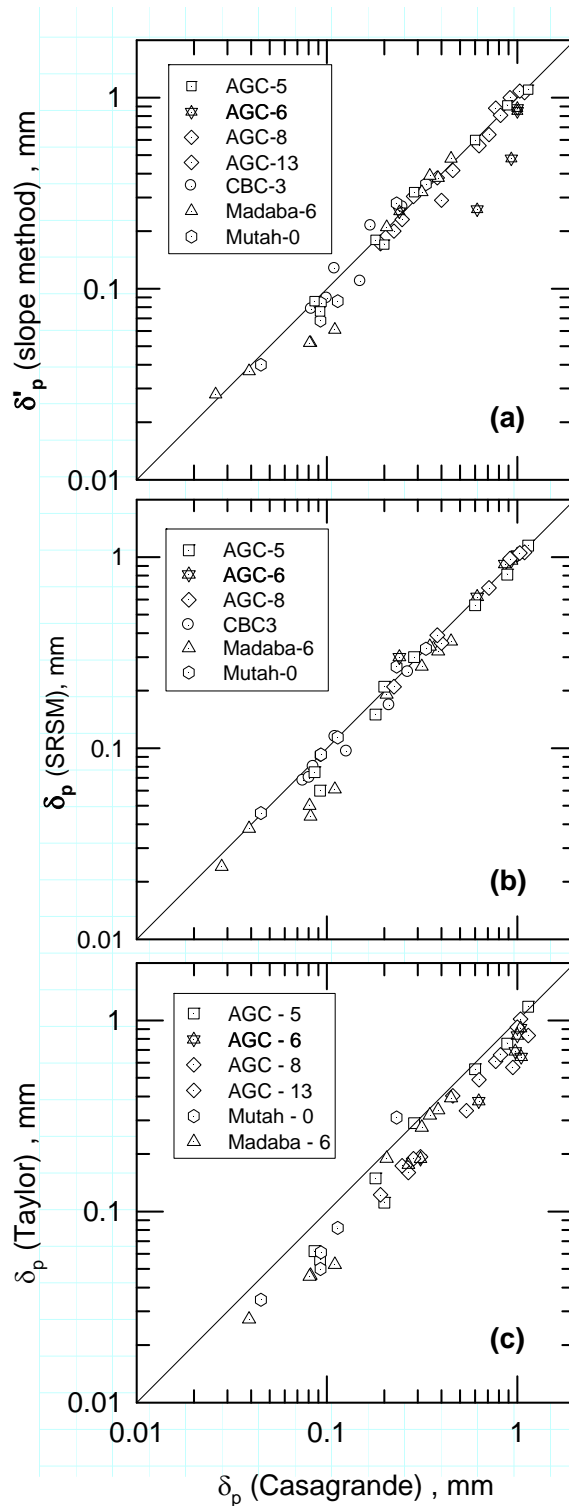 1
AGC-5
AGC-6
AGC-8
AGC-13
CBC-3
Madaba-6
Mutah-0
0.1
δ'p (slope method) , mm
(a)
0.01
1
AGC-5
AGC-6
AGC-8
CBC3
Madaba-6
Mutah-0
0.1
δp (SRSM), mm
(b)
0.01
1
AGC - 5
AGC - 6
AGC - 8
AGC - 13
Mutah - 0
Madaba - 6
0.1
δp (Taylor) , mm
(c)
0.01
0.01 0.1 1
δp (Casagrande) , mm